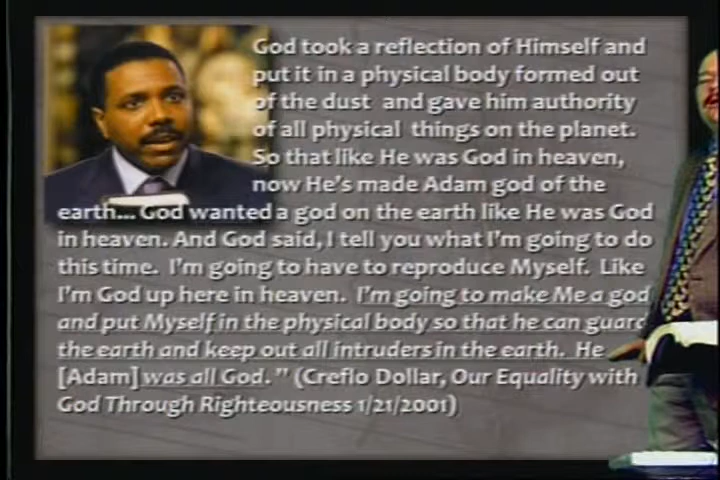 God took a reflection of Himself and
put it in a physical body formed out
of the dust and gave him authority
of all physical things on the planet.
So that like He was God in heaven,
now He's made Adam god of the
earth... God wanted a god on the earth like He was God
in heaven. And God said, I tell you what I'm going to do
this time. I'm going to have to reproduce Myself. Like
I'm God up here in heaven. I'm going to make Me a god
and put Myself in the physical body so that he can guard
the earth and keep out all intruders in the earth. He
[Adam] was all God." (Creflo Dollar, Our Equality with
God Through Righteousness 1/21/2001)